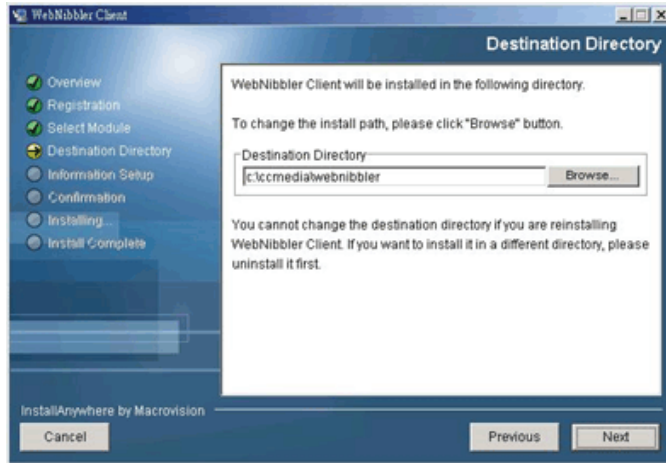 WebNibbler Client
Destination Directory
Overview
Registration
Select Module
Destination Directory
Information Setup
Confirmation
Installing...
Install Complete
WebNibbler Client will be installed in the following directory.
To change the install path, please click "Browse" button.
Destination Directory
c:\ccmedia\webnibbler
Browse...
You cannot change the destination directory if you are reinstalling
WebNibbler Client. If you want to install it in a different directory, please
uninstall it first.
InstallAnywhere by Macrovision
Cancel
Previous
Next